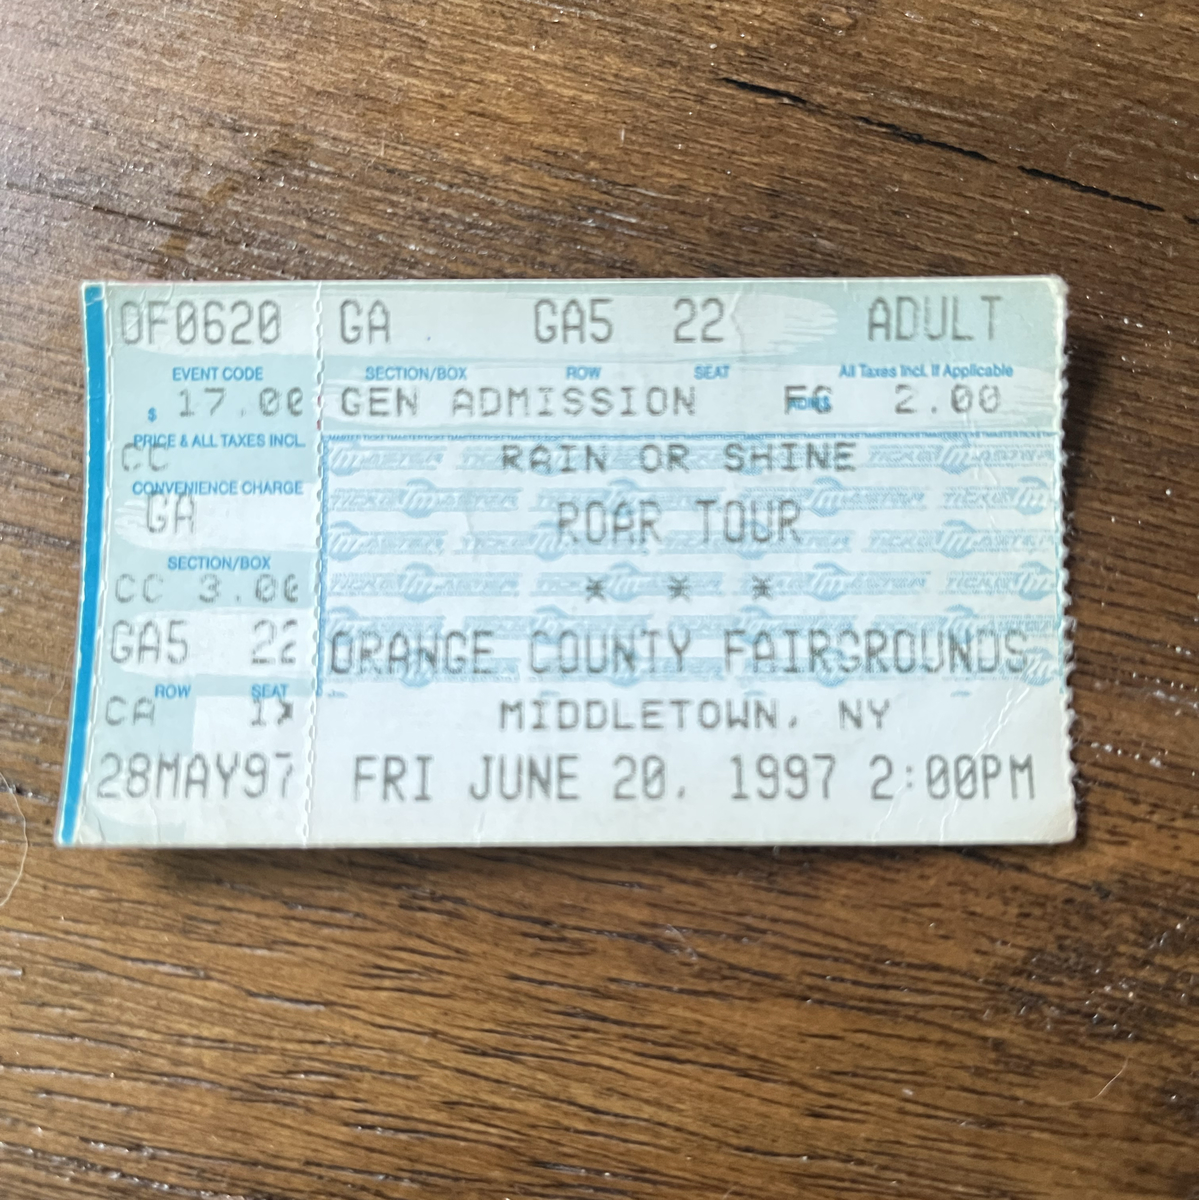 OF0620 GA GA5 22 ADULT
EVENT CODE SECTION/BOX ROW SEAT All Taxes Incl. If Applicable
$ 17.00 GEN ADMISSION 2.00
PRICE & ALL TAXES INCL.
CC RAIN OR SHINE
CONVENIENCE CHARGE
GA ROAR TOUR
SECTION/BOX
CC 3.00 * * *
GA5 22 ORANGE COUNTY FAIRGROUNDS
ROW SEAT
CA MIDDLETOWN, NY
28MAY97 FRI JUNE 20, 1997 2:00PM